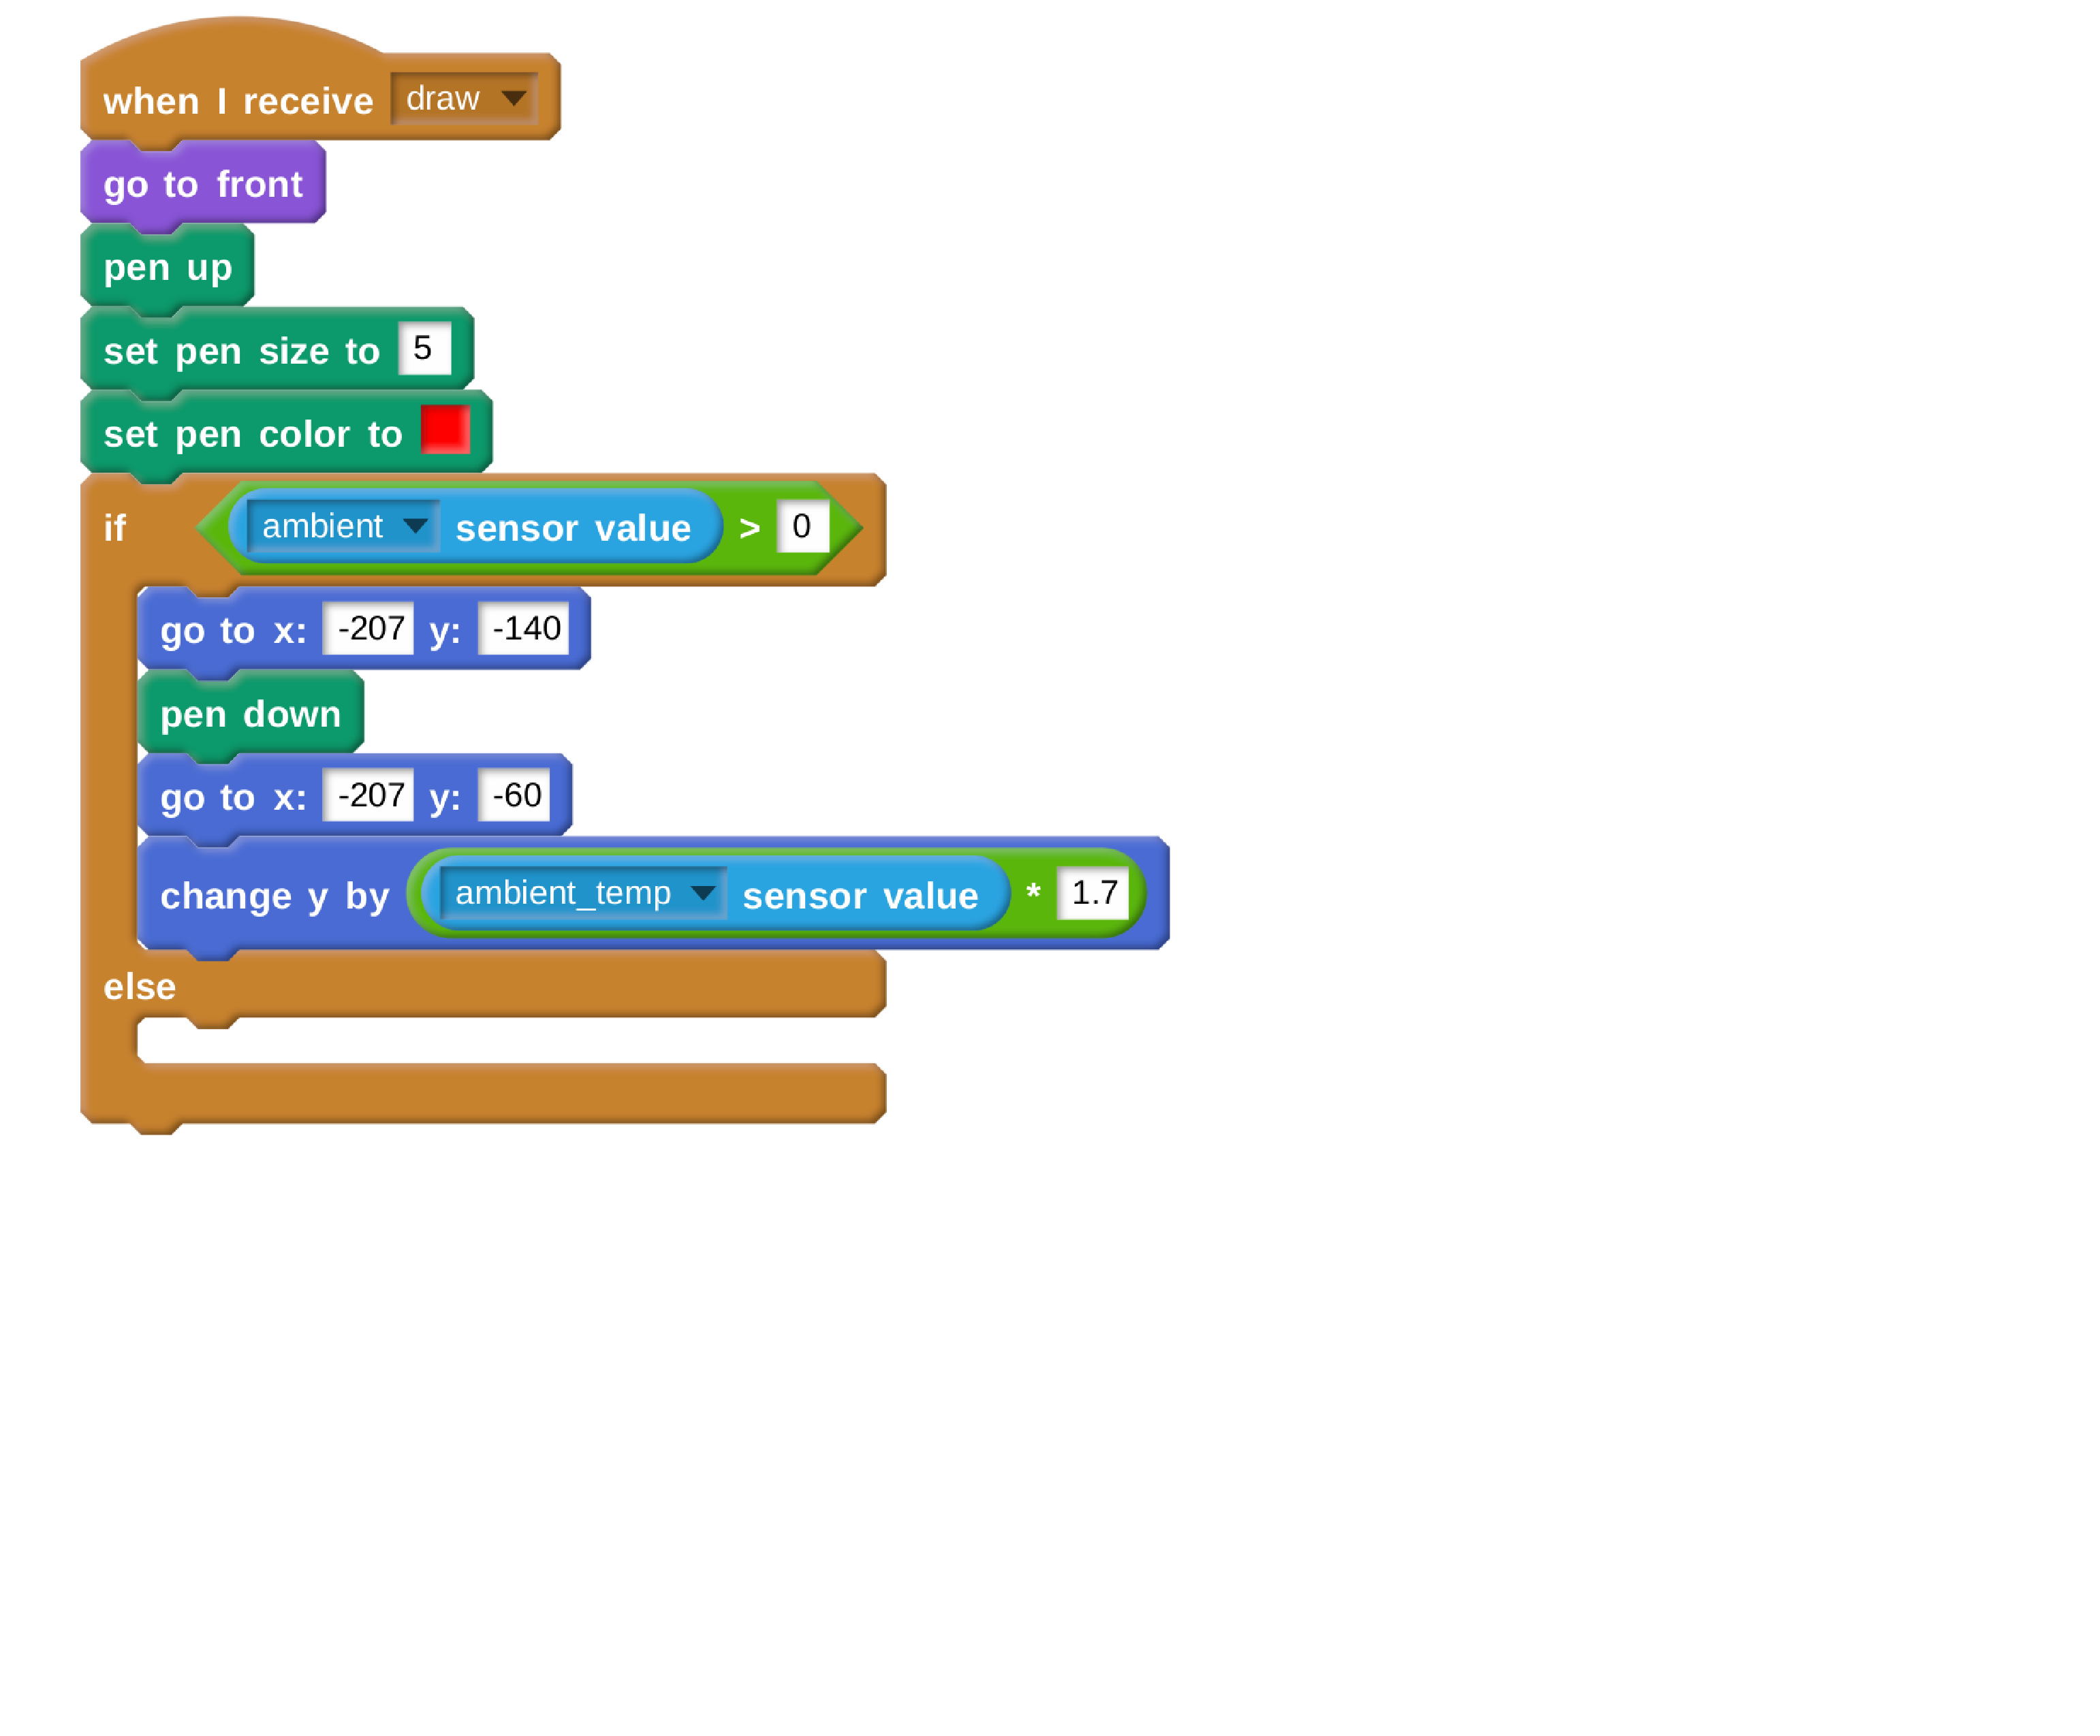 when I receive draw
go to front
pen up
set pen size to 5
set pen color to
if ambient sensor value > 0
go to x: -207 y: -140
pen down
go to x: -207 y: -60
change y by ambient_temp sensor value * 1.7
else